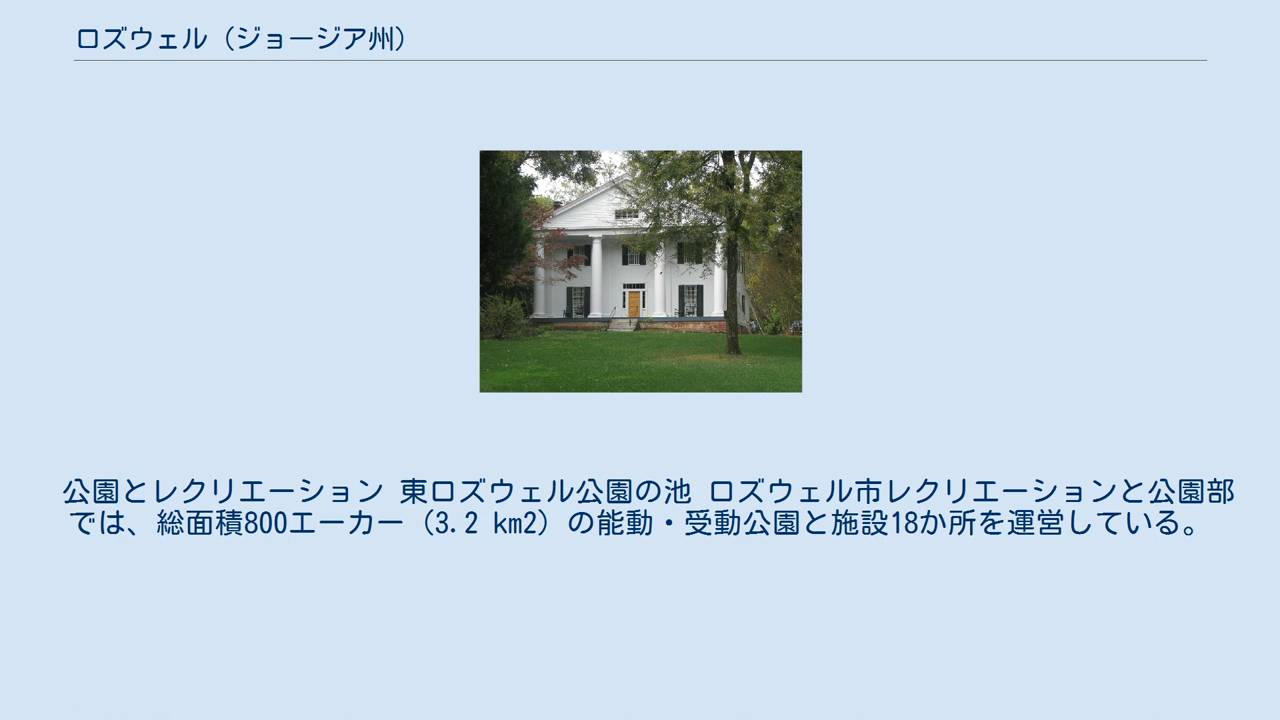 ロズウェル（ジョージア州）
公園とレクリエーション 東ロズウェル公園の池 ロズウェル市レクリエーションと公園部
では、総面積800エーカー（3.2 km2）の能動・受動公園と施設18か所を運営している。